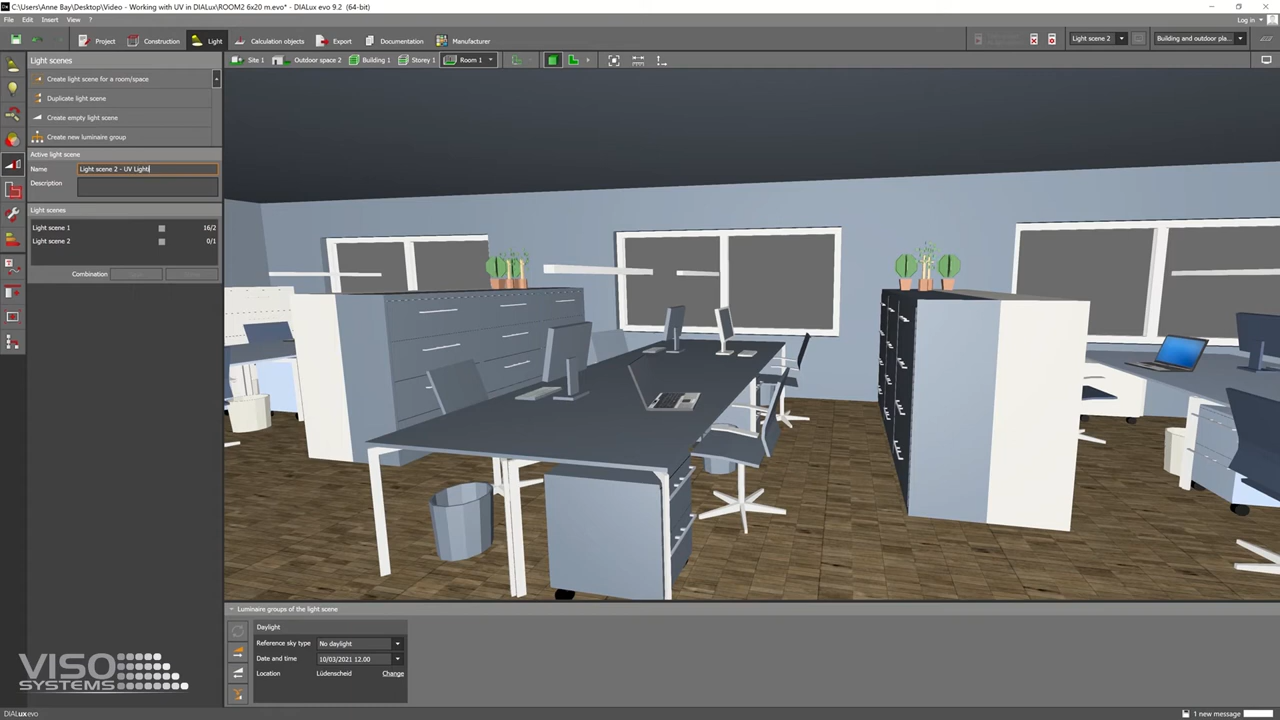 C:\Users\Anne Bay\Desktop\Video - Working with UV in DIALux\ROOM2 6x20 m.evo* - DIALux evo 9.2 (64-bit)
File Edit Insert View ?
Log in
Project Construction Light Calculation objects Export Documentation Manufacturer
Light scene 2
Building and outdoor pla...
Light scenes
Site 1 Outdoor space 2 Building 1 Storey 1 Room 1
Create light scene for a room/space
Duplicate light scene
Create empty light scene
Create new luminaire group
Active light scene
Name Light scene 2 - UV Lighti
Description
Light scenes
Light scene 1 16/2
Light scene 2 0/1
Combination
Luminaire groups of the light scene
Daylight
Reference sky type No daylight
Date and time 10/03/2021 12.00
Location Lüdenscheid Change
VISO
SYSTEMS
DIALux evo
1 new message